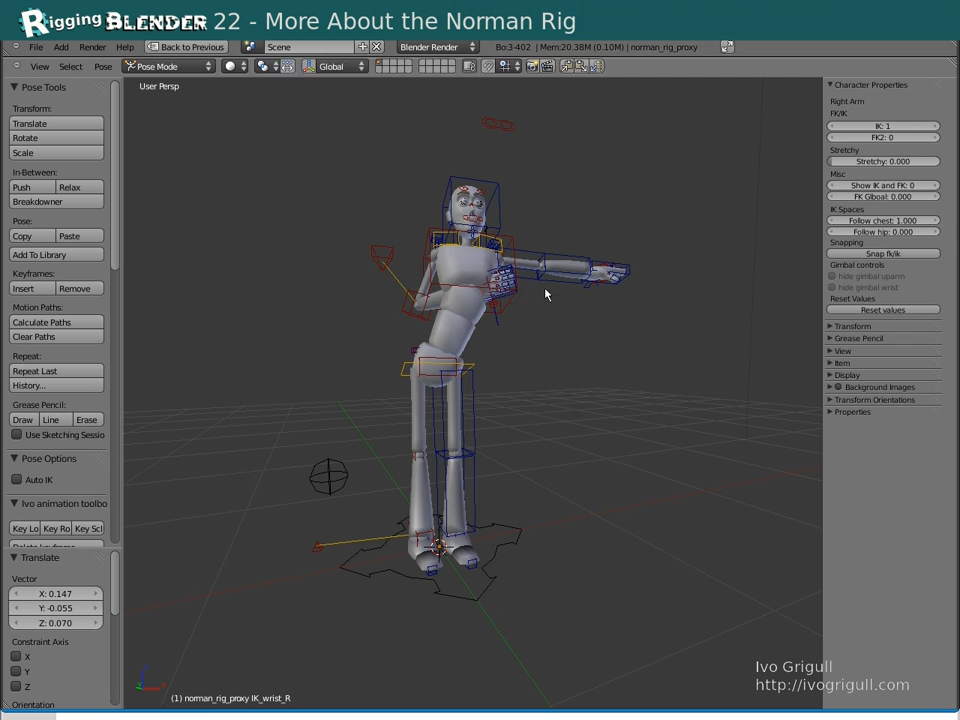 Rigging BLENDER 22 - More About the Norman Rig
File Add Render Help Back to Previous Scene Blender Render Bo:3-402 | Mem:20.38M (0.10M) | norman_rig_proxy
View Select Pose Pose Mode Global
Pose Tools
Transform:
Translate
Rotate
Scale
In-Between:
Push Relax
Breakdowner
Pose:
Copy Paste
Add To Library
Keyframes:
Insert Remove
Motion Paths:
Calculate Paths
Clear Paths
Repeat:
Repeat Last
History...
Grease Pencil:
Draw Line Erase
Use Sketching Sessio
Pose Options
Auto IK
Ivo animation toolbo
Key Lo Key Ro Key Scl
Translate
Vector
X: 0.147
Y: -0.055
Z: 0.070
Constraint Axis
X
Y
Z
Orientation
User Persp
(1) norman_rig_proxy IK_wrist_R
Character Properties
Right Arm
FK/IK
IK: 1
FK2: 0
Stretchy
Stretchy: 0.000
Misc
Show IK and FK: 0
FK Glboal: 0.000
IK Spaces
Follow chest: 1.000
Follow hip: 0.000
Snapping
Snap fk/ik
Gimbal controls
hide gimbal uparm
hide gimbal wrist
Reset Values
Reset values
Transform
Grease Pencil
View
Item
Display
Background Images
Transform Orientations
Properties
Ivo Grigull
http://ivogrigull.com